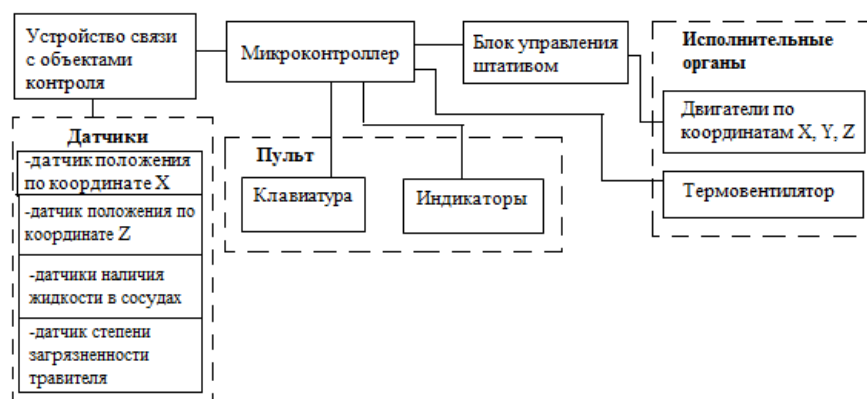 Устройство связи
с объектами
контроля
Микроконтроллер
Блок управления
штативом
Исполнительные
органы
Двигатели по
координатам X, Y, Z
Термовентилятор
Датчики
-датчик положения
по координате X
-датчик положения по
координате Z
-датчики наличия
жидкости в сосудах
-датчик степени
загрязненности
травителя
Пульт
Клавиатура
Индикаторы